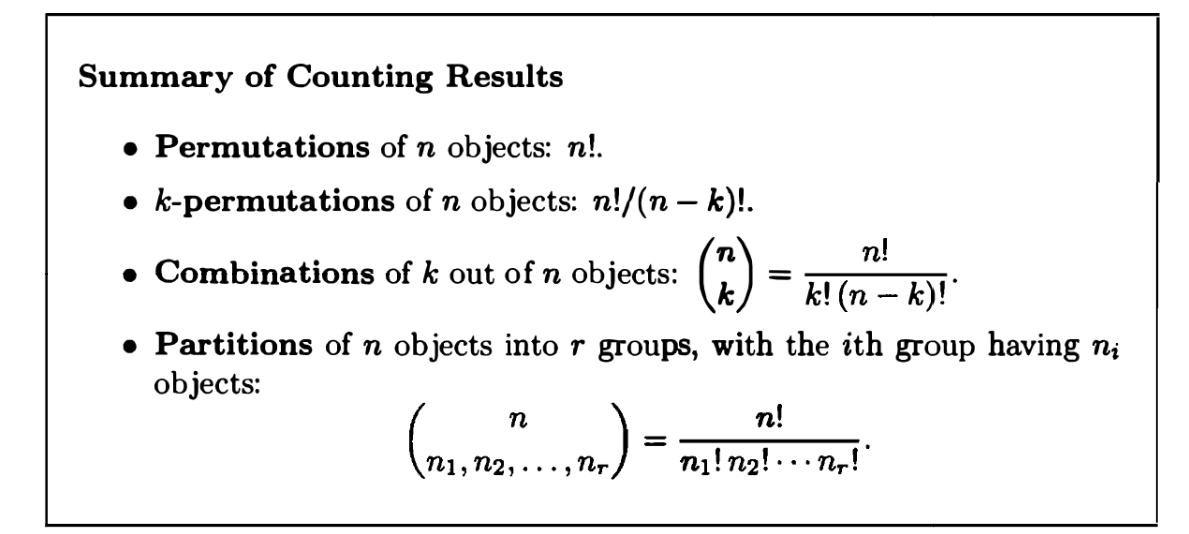 Summary of Counting Results
• Permutations of n objects: n!.
• k-permutations of n objects: n!/(n − k)!.
• Combinations of k out of n objects: \binom{n}{k} = \frac{n!}{k!\,(n-k)!}.
• Partitions of n objects into r groups, with the ith group having n_i
objects:
\binom{n}{n_1, n_2, \ldots, n_r} = \frac{n!}{n_1!\,n_2! \cdots n_r!}.